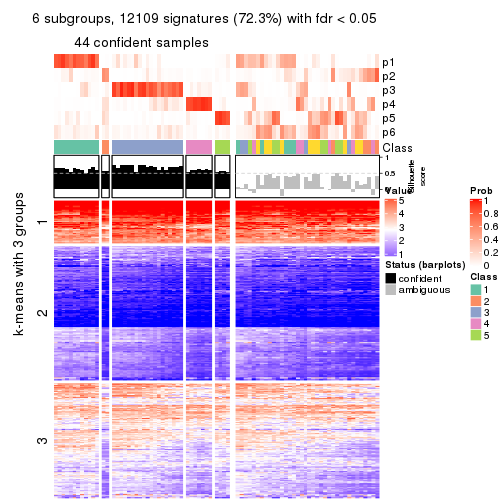 6 subgroups, 12109 signatures (72.3%) with fdr < 0.05
44 confident samples
p1
p2
p3
p4
p5
p6
Class
1
0.5
0
Silhouette
score
k-means with 3 groups
1
2
3
Value
5
4
3
2
1
Status (barplots)
confident
ambiguous
Prob
1
0.8
0.6
0.4
0.2
0
Class
1
2
3
4
5